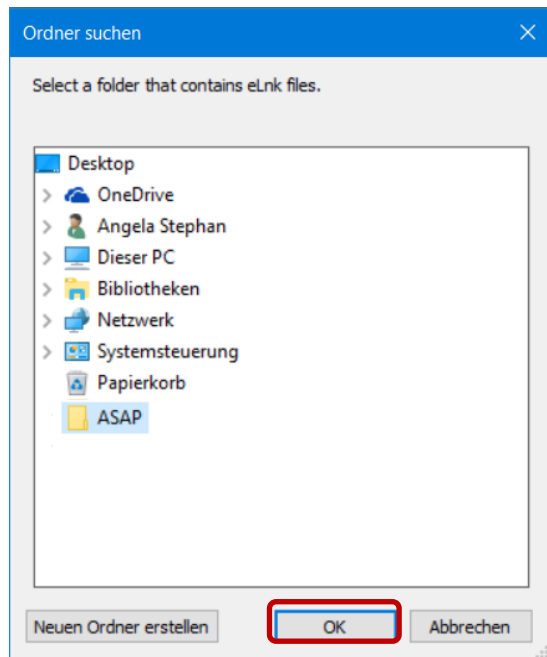 Ordner suchen
Select a folder that contains eLnk files.
Desktop
OneDrive
Angela Stephan
Dieser PC
Bibliotheken
Netzwerk
Systemsteuerung
Papierkorb
ASAP
Neuen Ordner erstellen OK Abbrechen